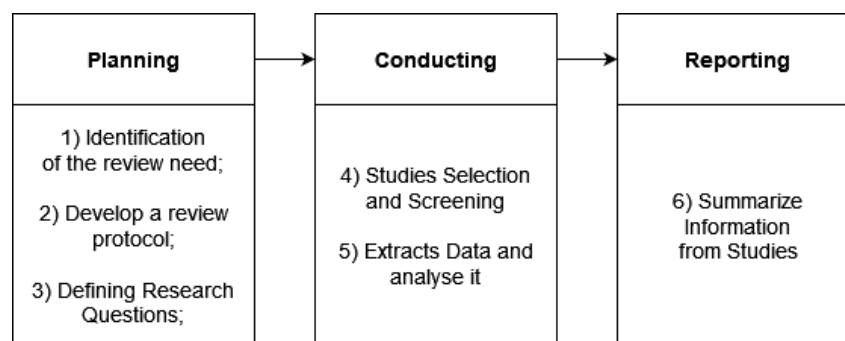 Planning
1) Identification
of the review need;
2) Develop a review
protocol;
3) Defining Research
Questions;
Conducting
4) Studies Selection
and Screening
5) Extracts Data and
analyse it
Reporting
6) Summarize
Information
from Studies